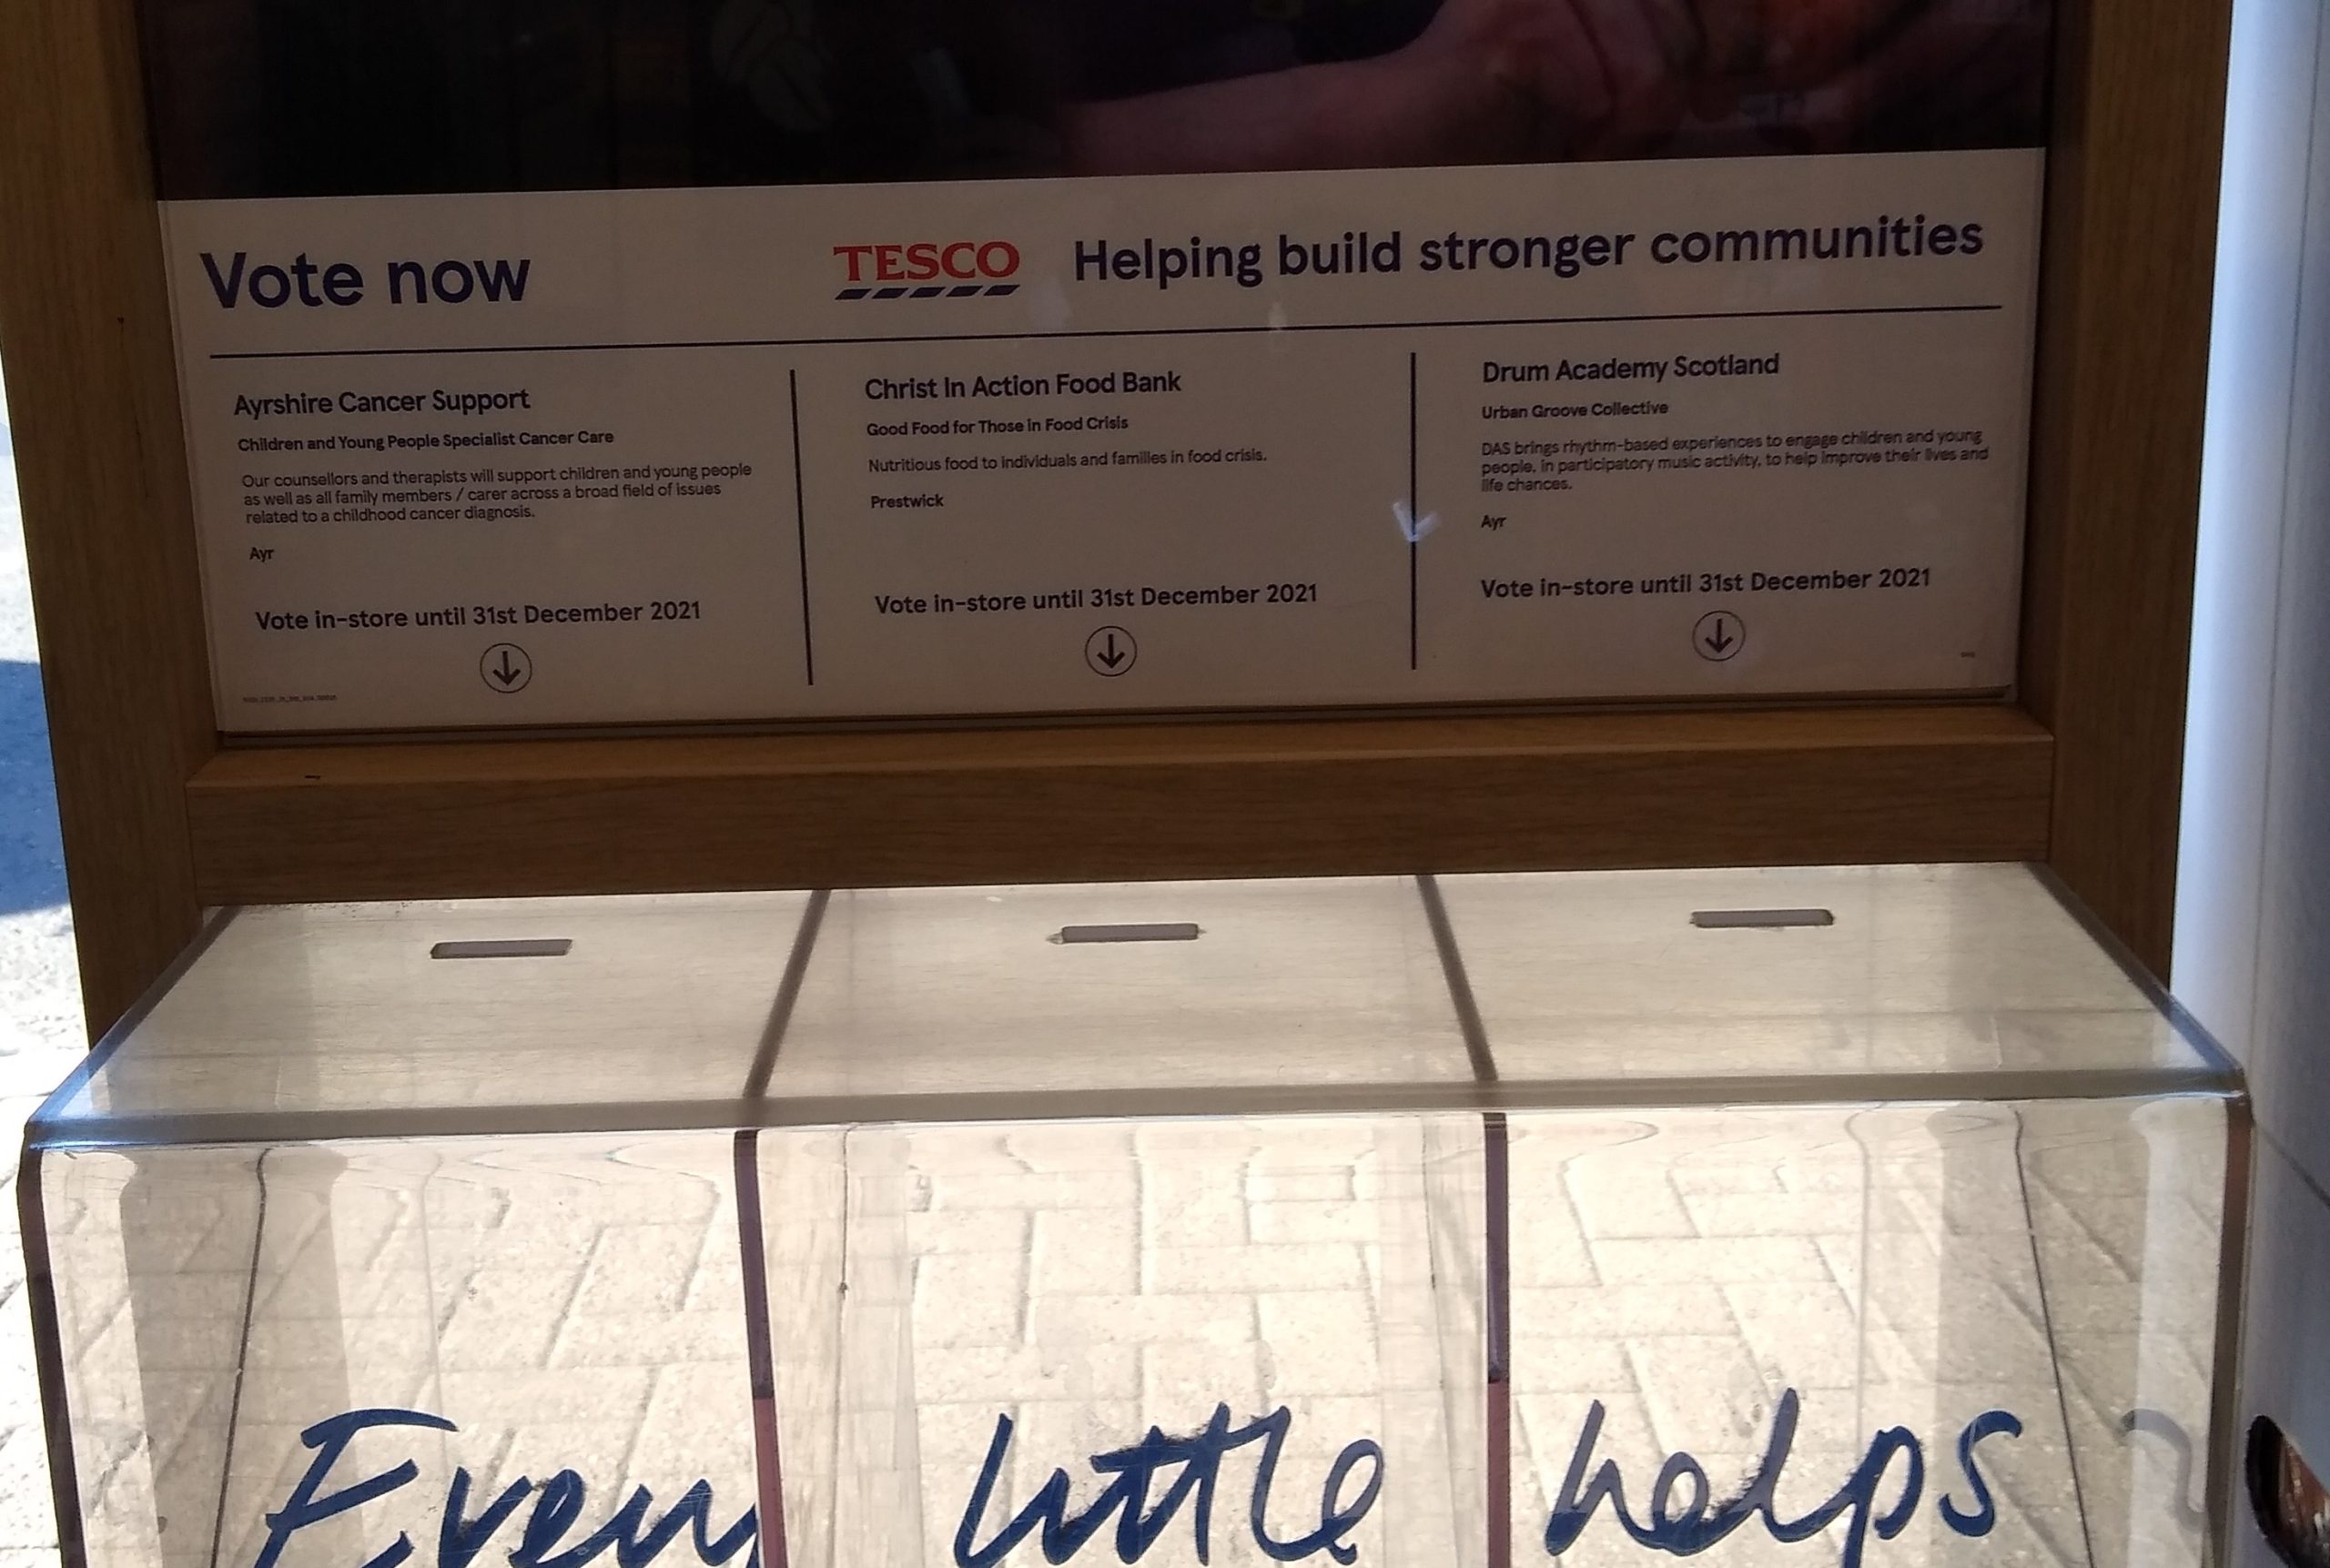 Vote now
TESCO
Helping build stronger communities
Ayrshire Cancer Support
Children and Young People Specialist Cancer Care
Our counsellors and therapists will support children and young people
as well as all family members / carer across a broad field of issues
related to a childhood cancer diagnosis.
Ayr
Vote in-store until 31st December 2021
Christ In Action Food Bank
Good Food for Those in Food Crisis
Nutritious food to individuals and families in food crisis.
Prestwick
Vote in-store until 31st December 2021
Drum Academy Scotland
Urban Groove Collective
DAS brings rhythm-based experiences to engage children and young
people, in participatory music activity, to help improve their lives and
life chances.
Ayr
Vote in-store until 31st December 2021
Every little helps